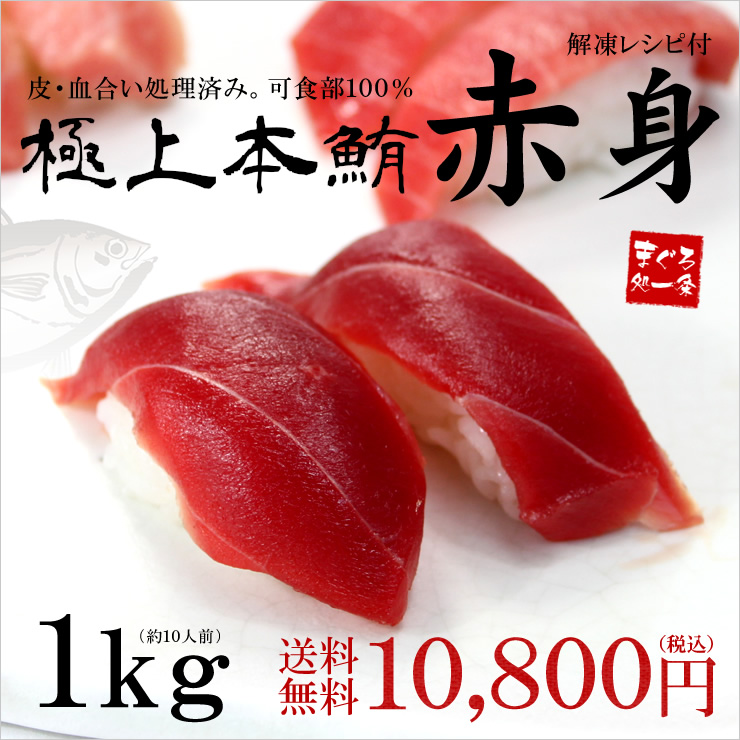 解凍レシピ付
皮・血合い処理済み。可食部100%
極上本鮪赤身
まぐろ
処一条
1kg
(約10人前)
送料
無料
10,800円
(税込)